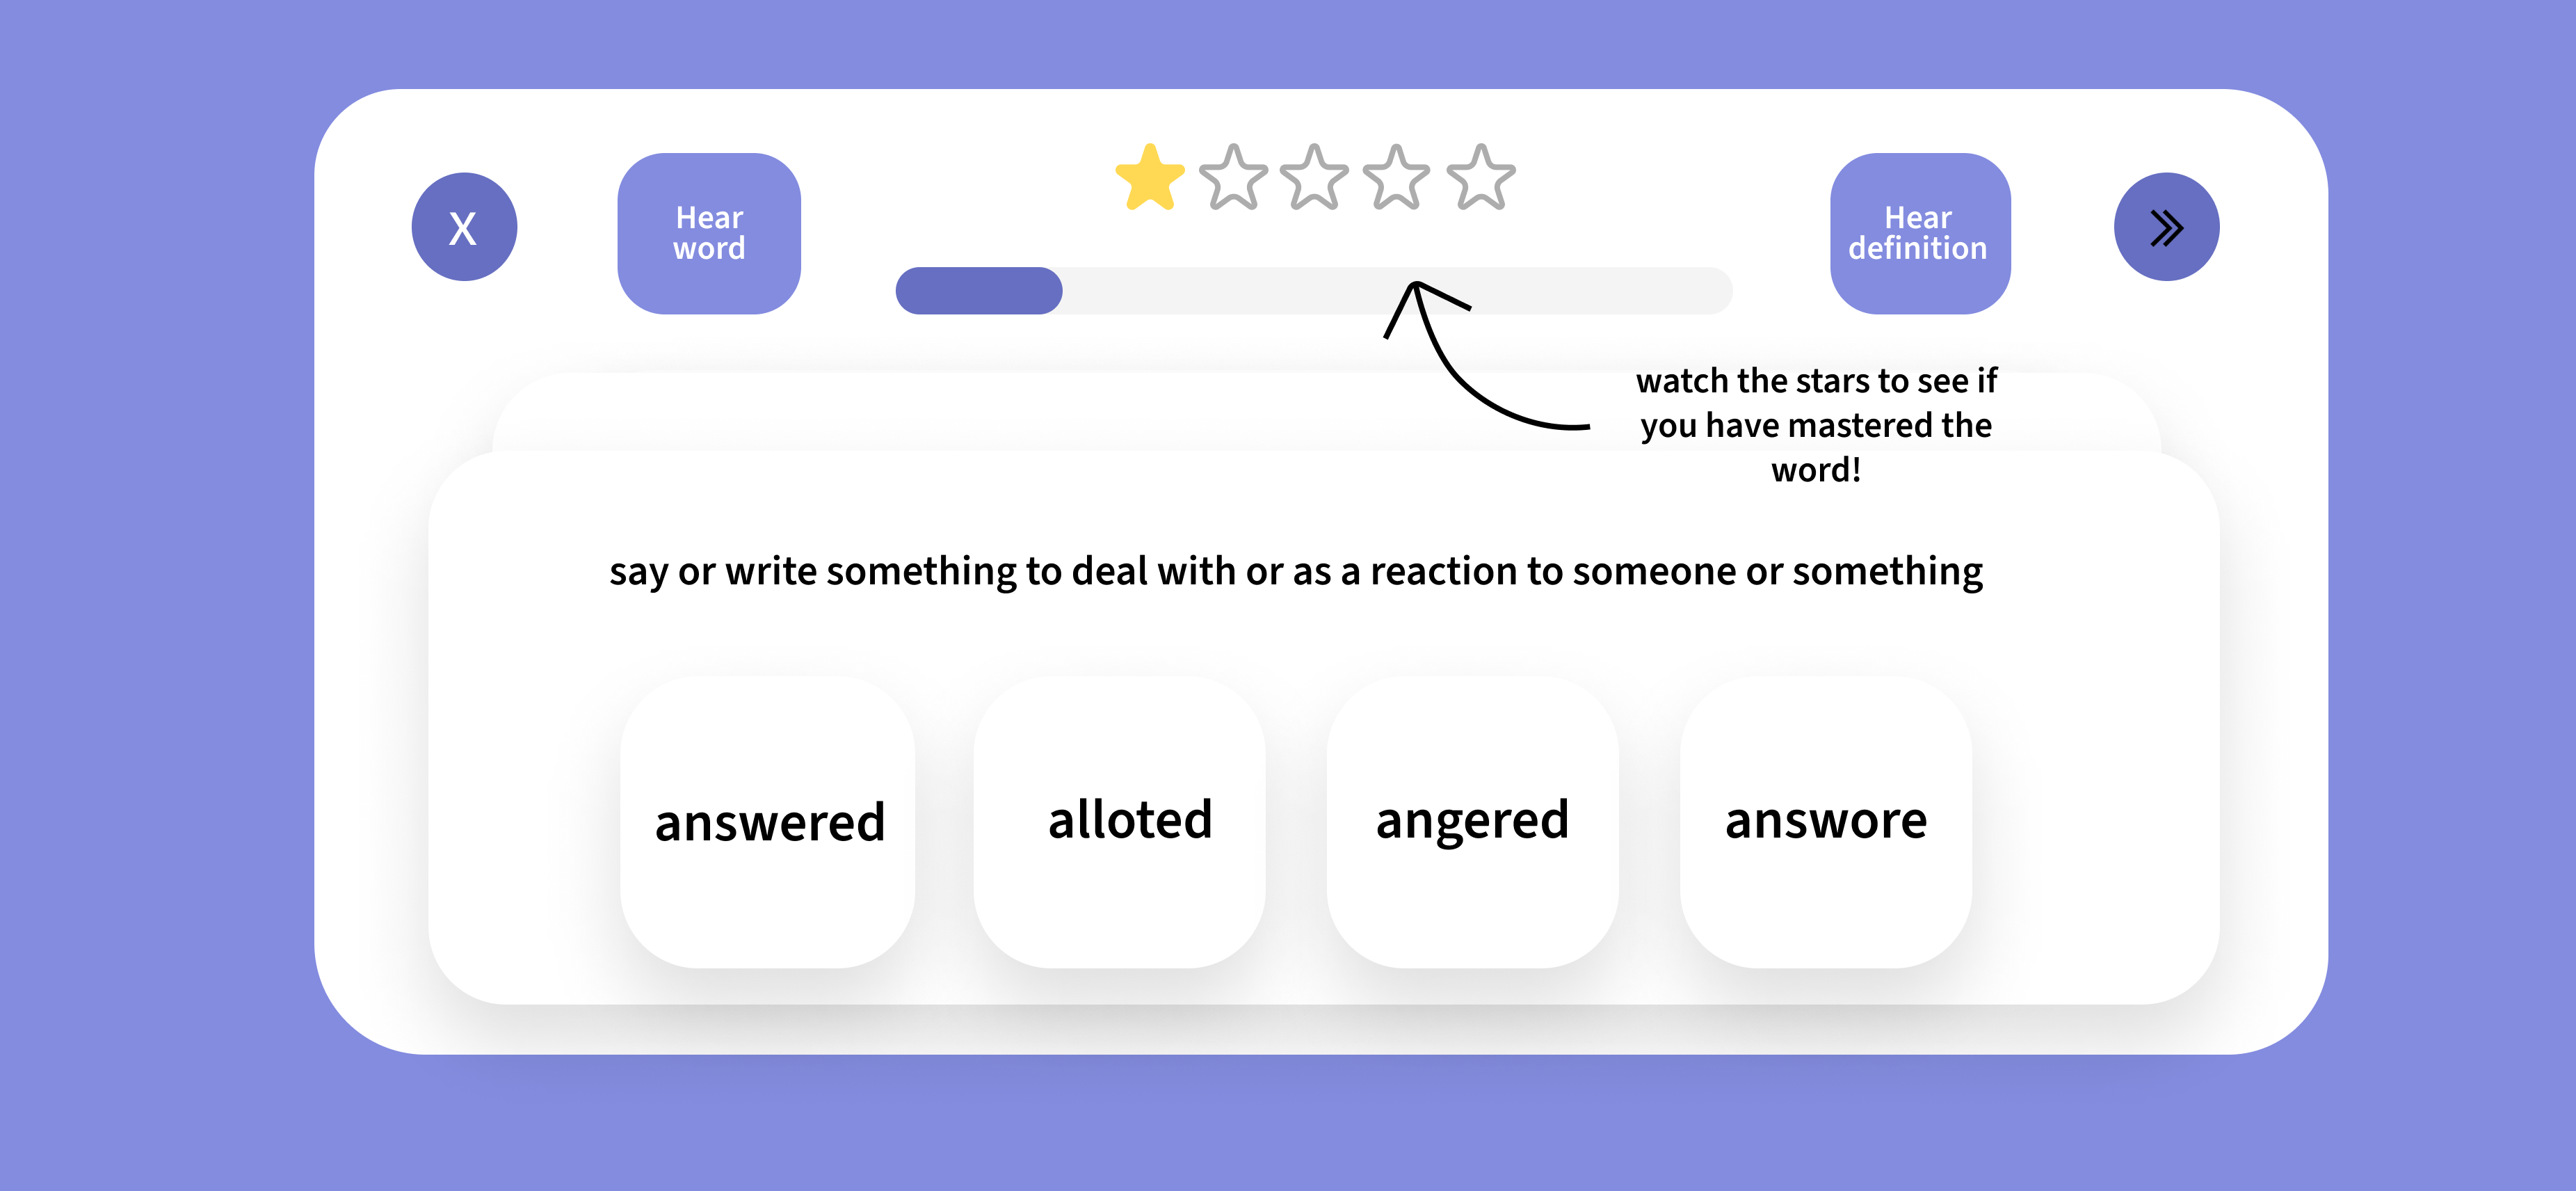 X
Hear
word
Hear
definition
watch the stars to see if
you have mastered the
word!
say or write something to deal with or as a reaction to someone or something
answered
alloted
angered
answore